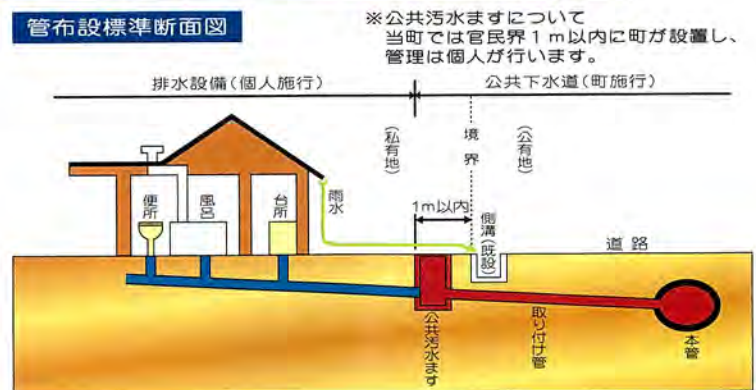 管布設標準断面図
※公共汚水ますについて
当町では官民界1m以内に町が設置し、
管理は個人が行います。
排水設備(個人施行)
公共下水道(町施行)
(私有地)
境界
(公有地)
便所
風呂
台所
雨水
1m以内
側溝(既設)
道路
公共汚水ます
取り付け管
本管